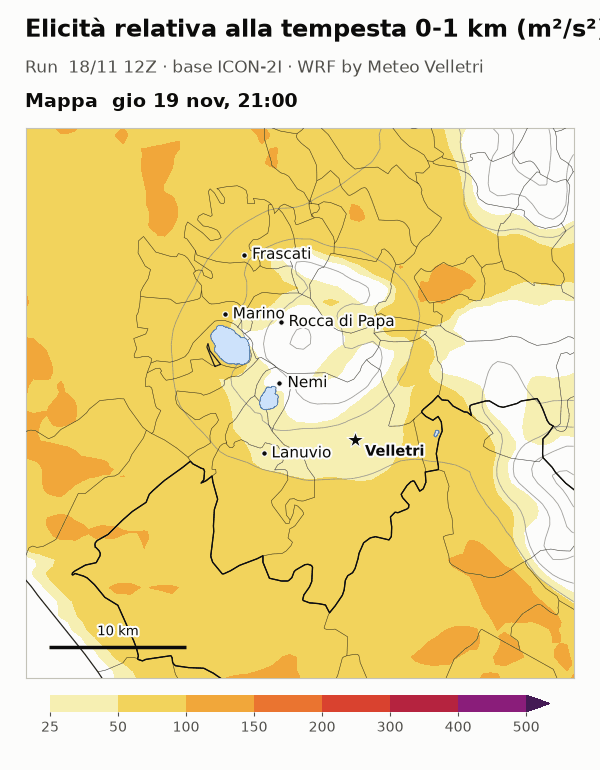 Elicità relativa alla tempesta 0-1 km (m²/s²)
Run 18/11 12Z · base ICON-2I · WRF by Meteo Velletri
Mappa gio 19 nov, 21:00
Frascati
Marino
Rocca di Papa
Nemi
Lanuvio
Velletri
10 km
25 50 100 150 200 300 400 500